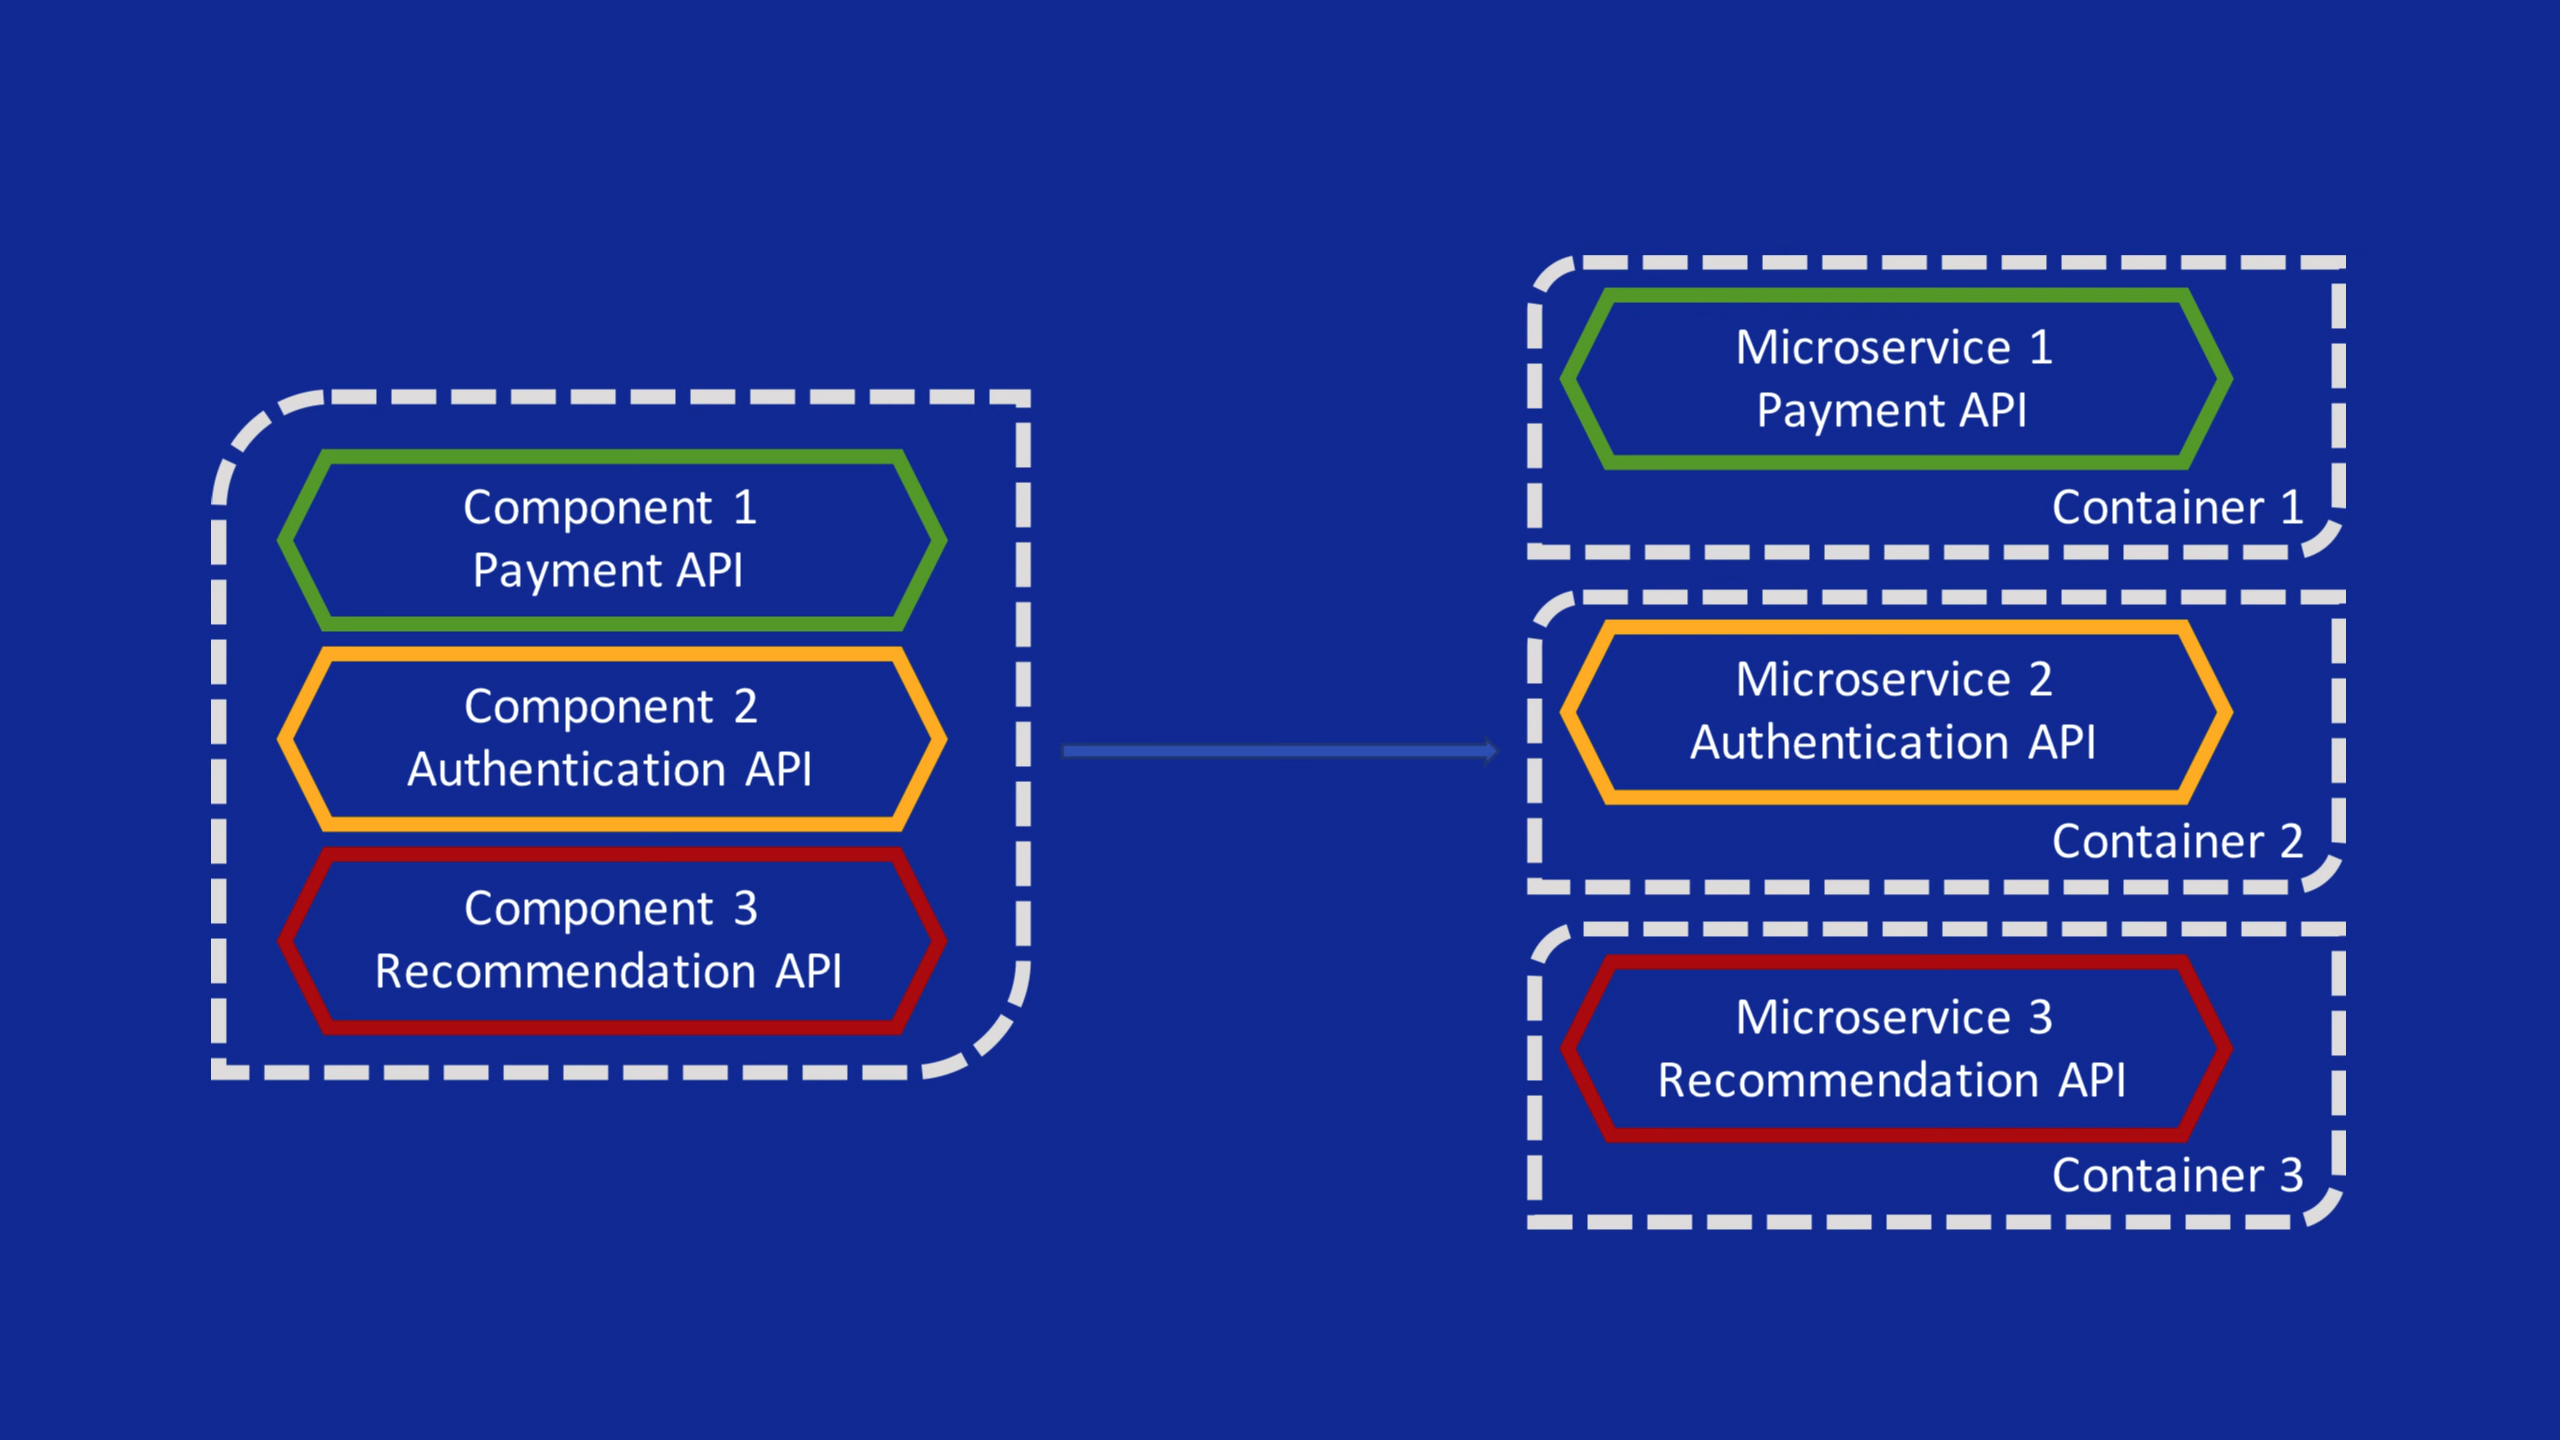 Component 1
Payment API
Component 2
Authentication API
Component 3
Recommendation API
Microservice 1
Payment API
Container 1
Microservice 2
Authentication API
Container 2
Microservice 3
Recommendation API
Container 3